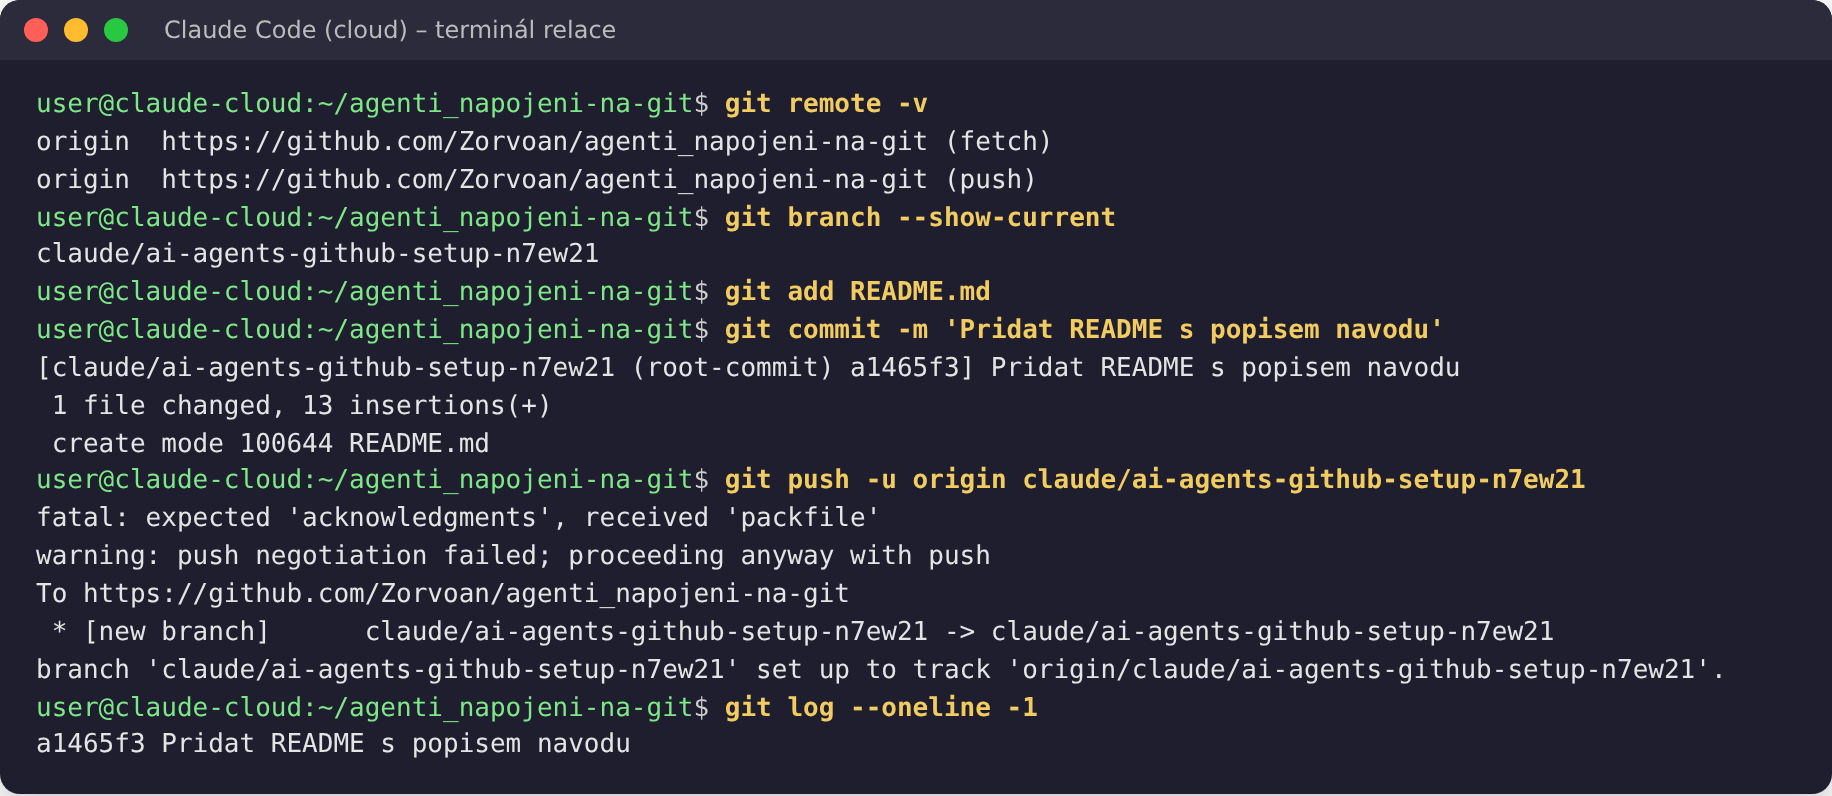 Claude Code (cloud) – terminál relace
user@claude-cloud:~/agenti_napojeni-na-git$ git remote -v
origin  https://github.com/Zorvoan/agenti_napojeni-na-git (fetch)
origin  https://github.com/Zorvoan/agenti_napojeni-na-git (push)
user@claude-cloud:~/agenti_napojeni-na-git$ git branch --show-current
claude/ai-agents-github-setup-n7ew21
user@claude-cloud:~/agenti_napojeni-na-git$ git add README.md
user@claude-cloud:~/agenti_napojeni-na-git$ git commit -m 'Pridat README s popisem navodu'
[claude/ai-agents-github-setup-n7ew21 (root-commit) a1465f3] Pridat README s popisem navodu
 1 file changed, 13 insertions(+)
 create mode 100644 README.md
user@claude-cloud:~/agenti_napojeni-na-git$ git push -u origin claude/ai-agents-github-setup-n7ew21
fatal: expected 'acknowledgments', received 'packfile'
warning: push negotiation failed; proceeding anyway with push
To https://github.com/Zorvoan/agenti_napojeni-na-git
 * [new branch]      claude/ai-agents-github-setup-n7ew21 -> claude/ai-agents-github-setup-n7ew21
branch 'claude/ai-agents-github-setup-n7ew21' set up to track 'origin/claude/ai-agents-github-setup-n7ew21'.
user@claude-cloud:~/agenti_napojeni-na-git$ git log --oneline -1
a1465f3 Pridat README s popisem navodu